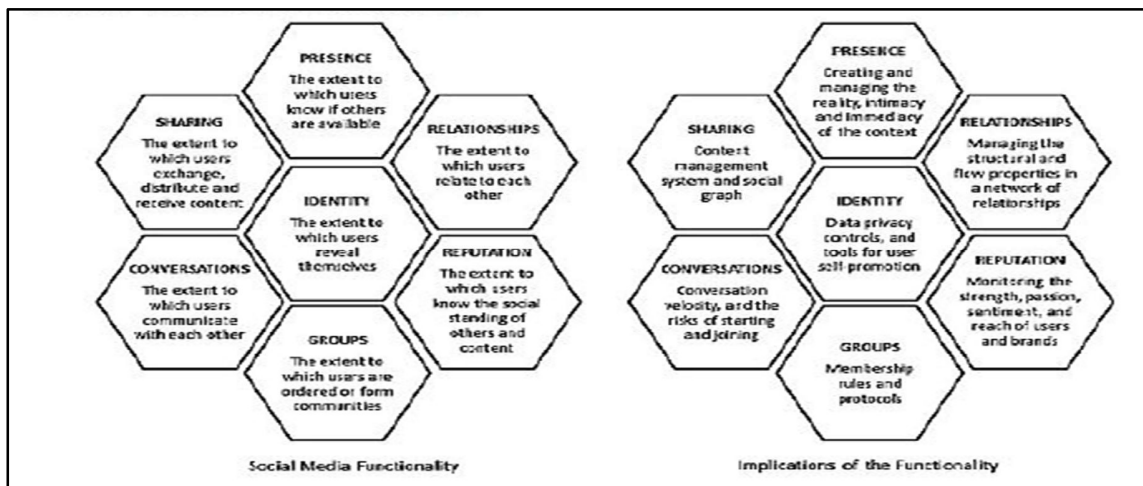 PRESENCE
The extent to
which users
know if others
are available
SHARING
The extent to
which users
exchange,
distribute and
receive content
RELATIONSHIPS
The extent to
which users
relate to each
other
IDENTITY
The extent to
which users
reveal
themselves
CONVERSATIONS
The extent to
which users
communicate
with each other
REPUTATION
The extent to
which users
know the social
standing of
others and
content
GROUPS
The extent to
which users are
ordered or form
communities
Social Media Functionality
PRESENCE
Creating and
managing the
reality, intimacy
and immediacy
of the context
SHARING
Content
management
system and social
graph
RELATIONSHIPS
Managing the
structural and
flow properties in
a network of
relationships
IDENTITY
Data privacy
controls, and
tools for user
self-promotion
CONVERSATIONS
Conversation
velocity, and the
risks of starting
and joining
REPUTATION
Monitoring the
strength, passion,
sentiment, and
reach of users
and brands
GROUPS
Membership
rules and
protocols
Implications of the Functionality